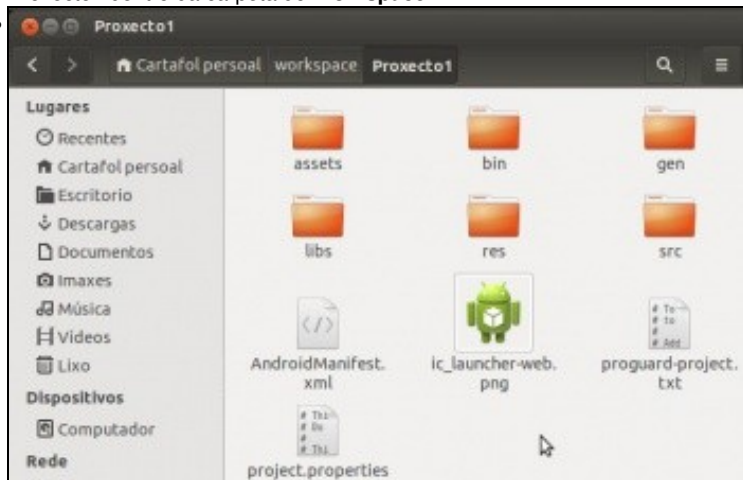 Proxecto1
Cartafol persoal workspace Proxecto1
Lugares
Recentes
Cartafol persoal
Escritorio
Descargas
Documentos
Imaxes
Música
Vídeos
Lixo
Dispositivos
Computador
Rede
assets bin gen
libs res src
AndroidManifest.
xml
ic_launcher-web.
png
proguard-project.
txt
project.properties